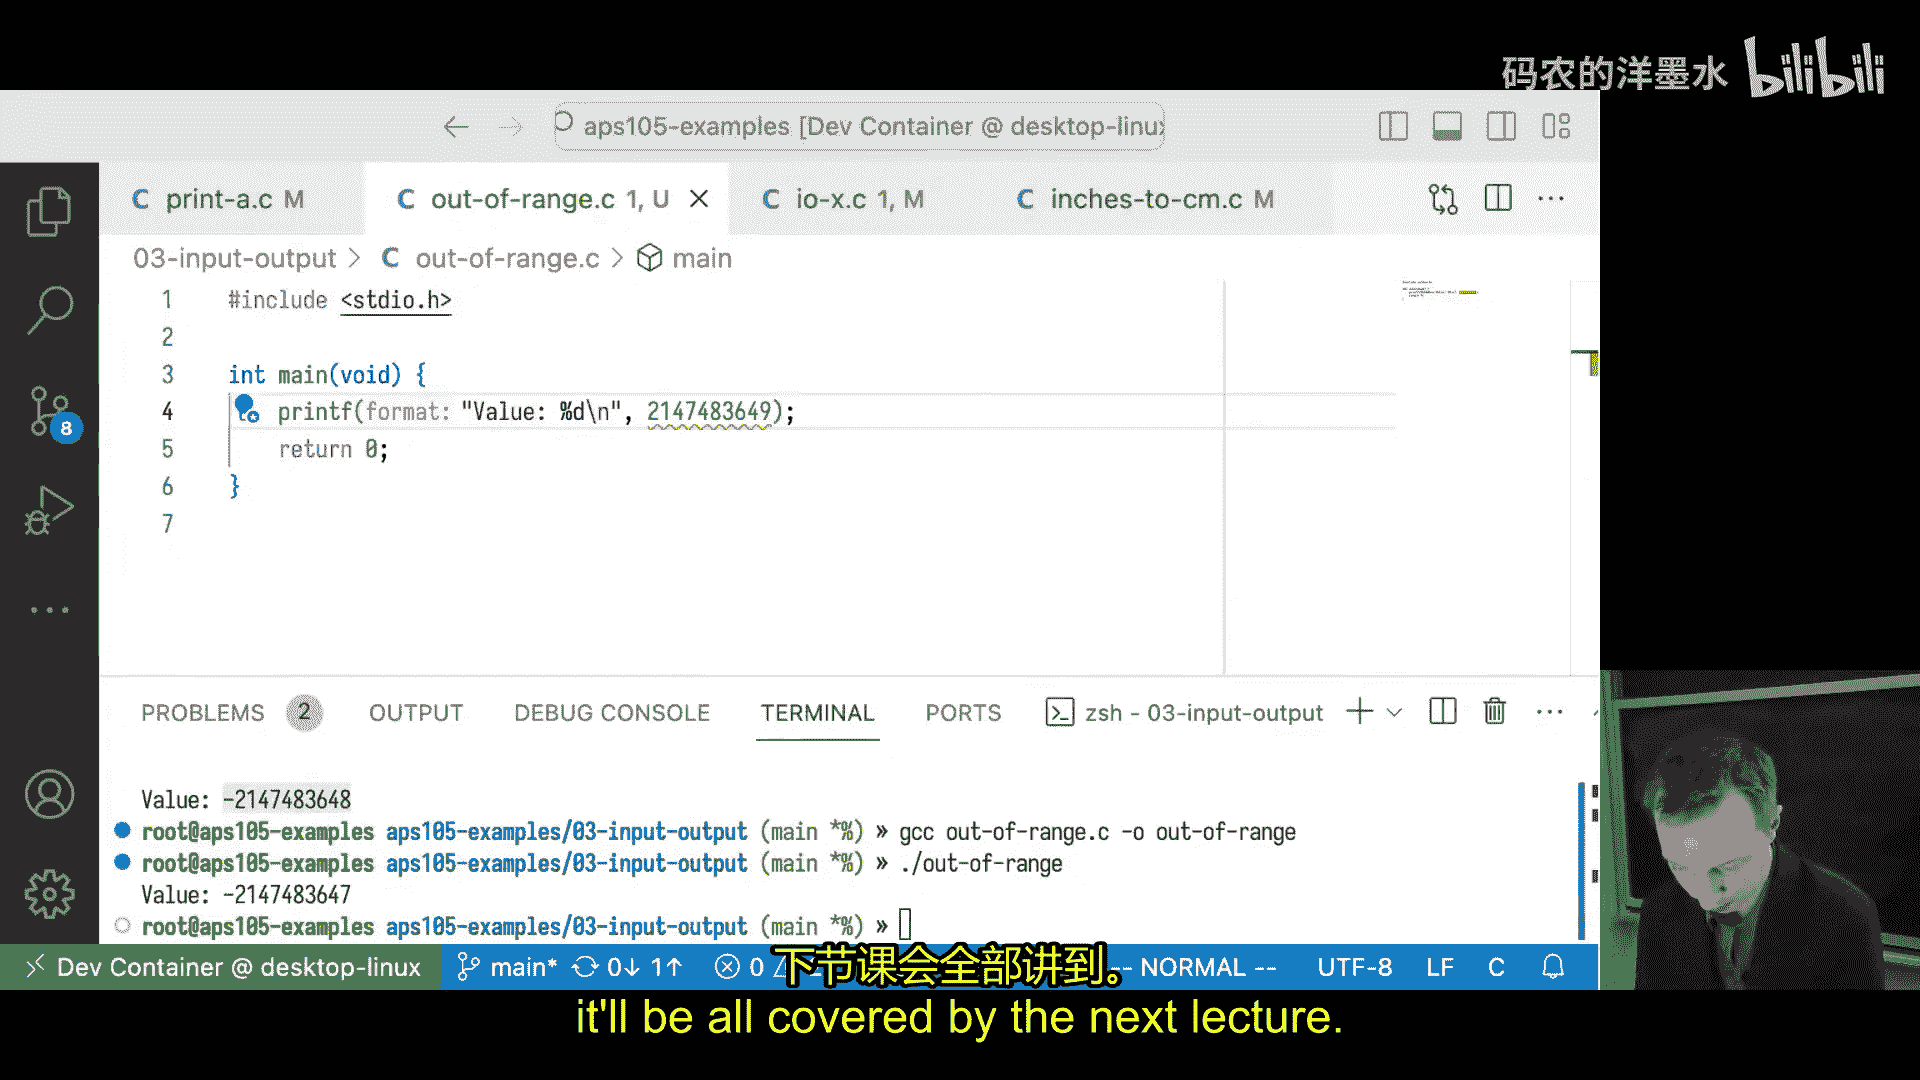 码农的洋墨水 bilibili
aps105-examples [Dev Container @ desktop-linux
print-a.c M
out-of-range.c 1, U
io-x.c 1, M
inches-to-cm.c M
03-input-output > C out-of-range.c > main
1 #include <stdio.h>
2
3 int main(void) {
4 printf(format: "Value: %d\n", 2147483649);
5 return 0;
6 }
7
8
PROBLEMS 2 OUTPUT DEBUG CONSOLE TERMINAL PORTS zsh - 03-input-output
Value: -2147483648
root@aps105-examples aps105-examples/03-input-output (main *%) » gcc out-of-range.c -o out-of-range
root@aps105-examples aps105-examples/03-input-output (main *%) » ./out-of-range
Value: -2147483647
root@aps105-examples aps105-examples/03-input-output (main *%) »
Dev Container @ desktop-linux main* 0↓ 1↑ 0 -- NORMAL -- UTF-8 LF C
下节课会全部讲到。
it'll be all covered by the next lecture.